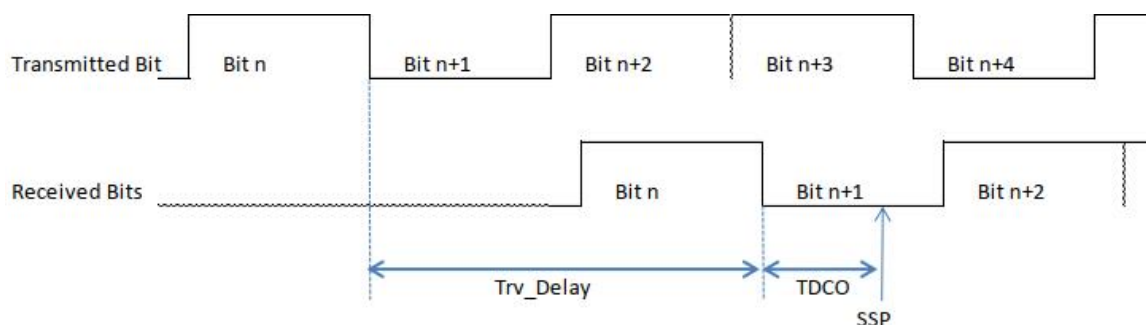 Transmitted Bit Bit n Bit n+1 Bit n+2 Bit n+3 Bit n+4
Received Bits Bit n Bit n+1 Bit n+2
Trv_Delay TDCO
SSP